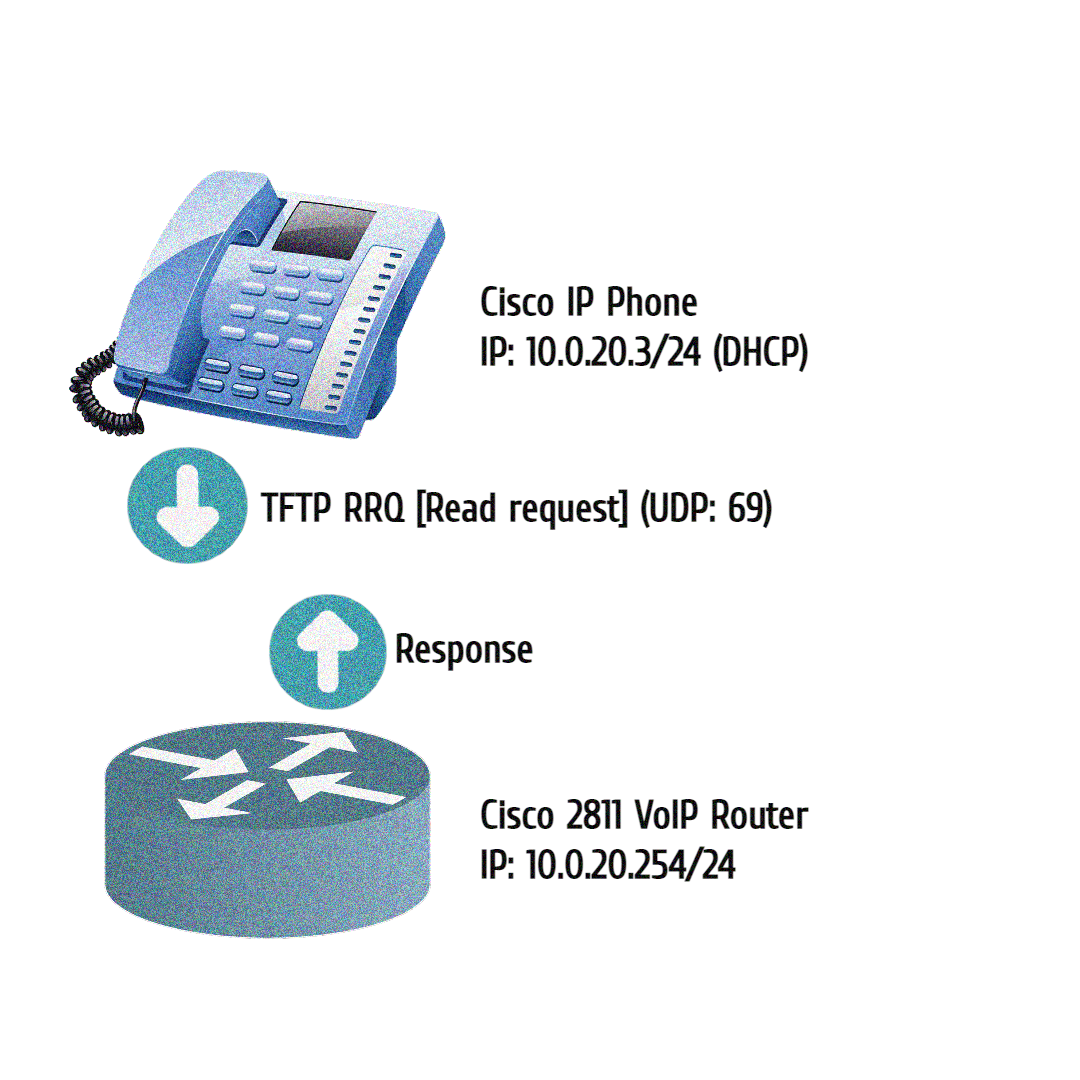 Cisco IP Phone
IP: 10.0.20.3/24 (DHCP)
TFTP RRQ [Read request] (UDP: 69)
Response
Cisco 2811 VoIP Router
IP: 10.0.20.254/24